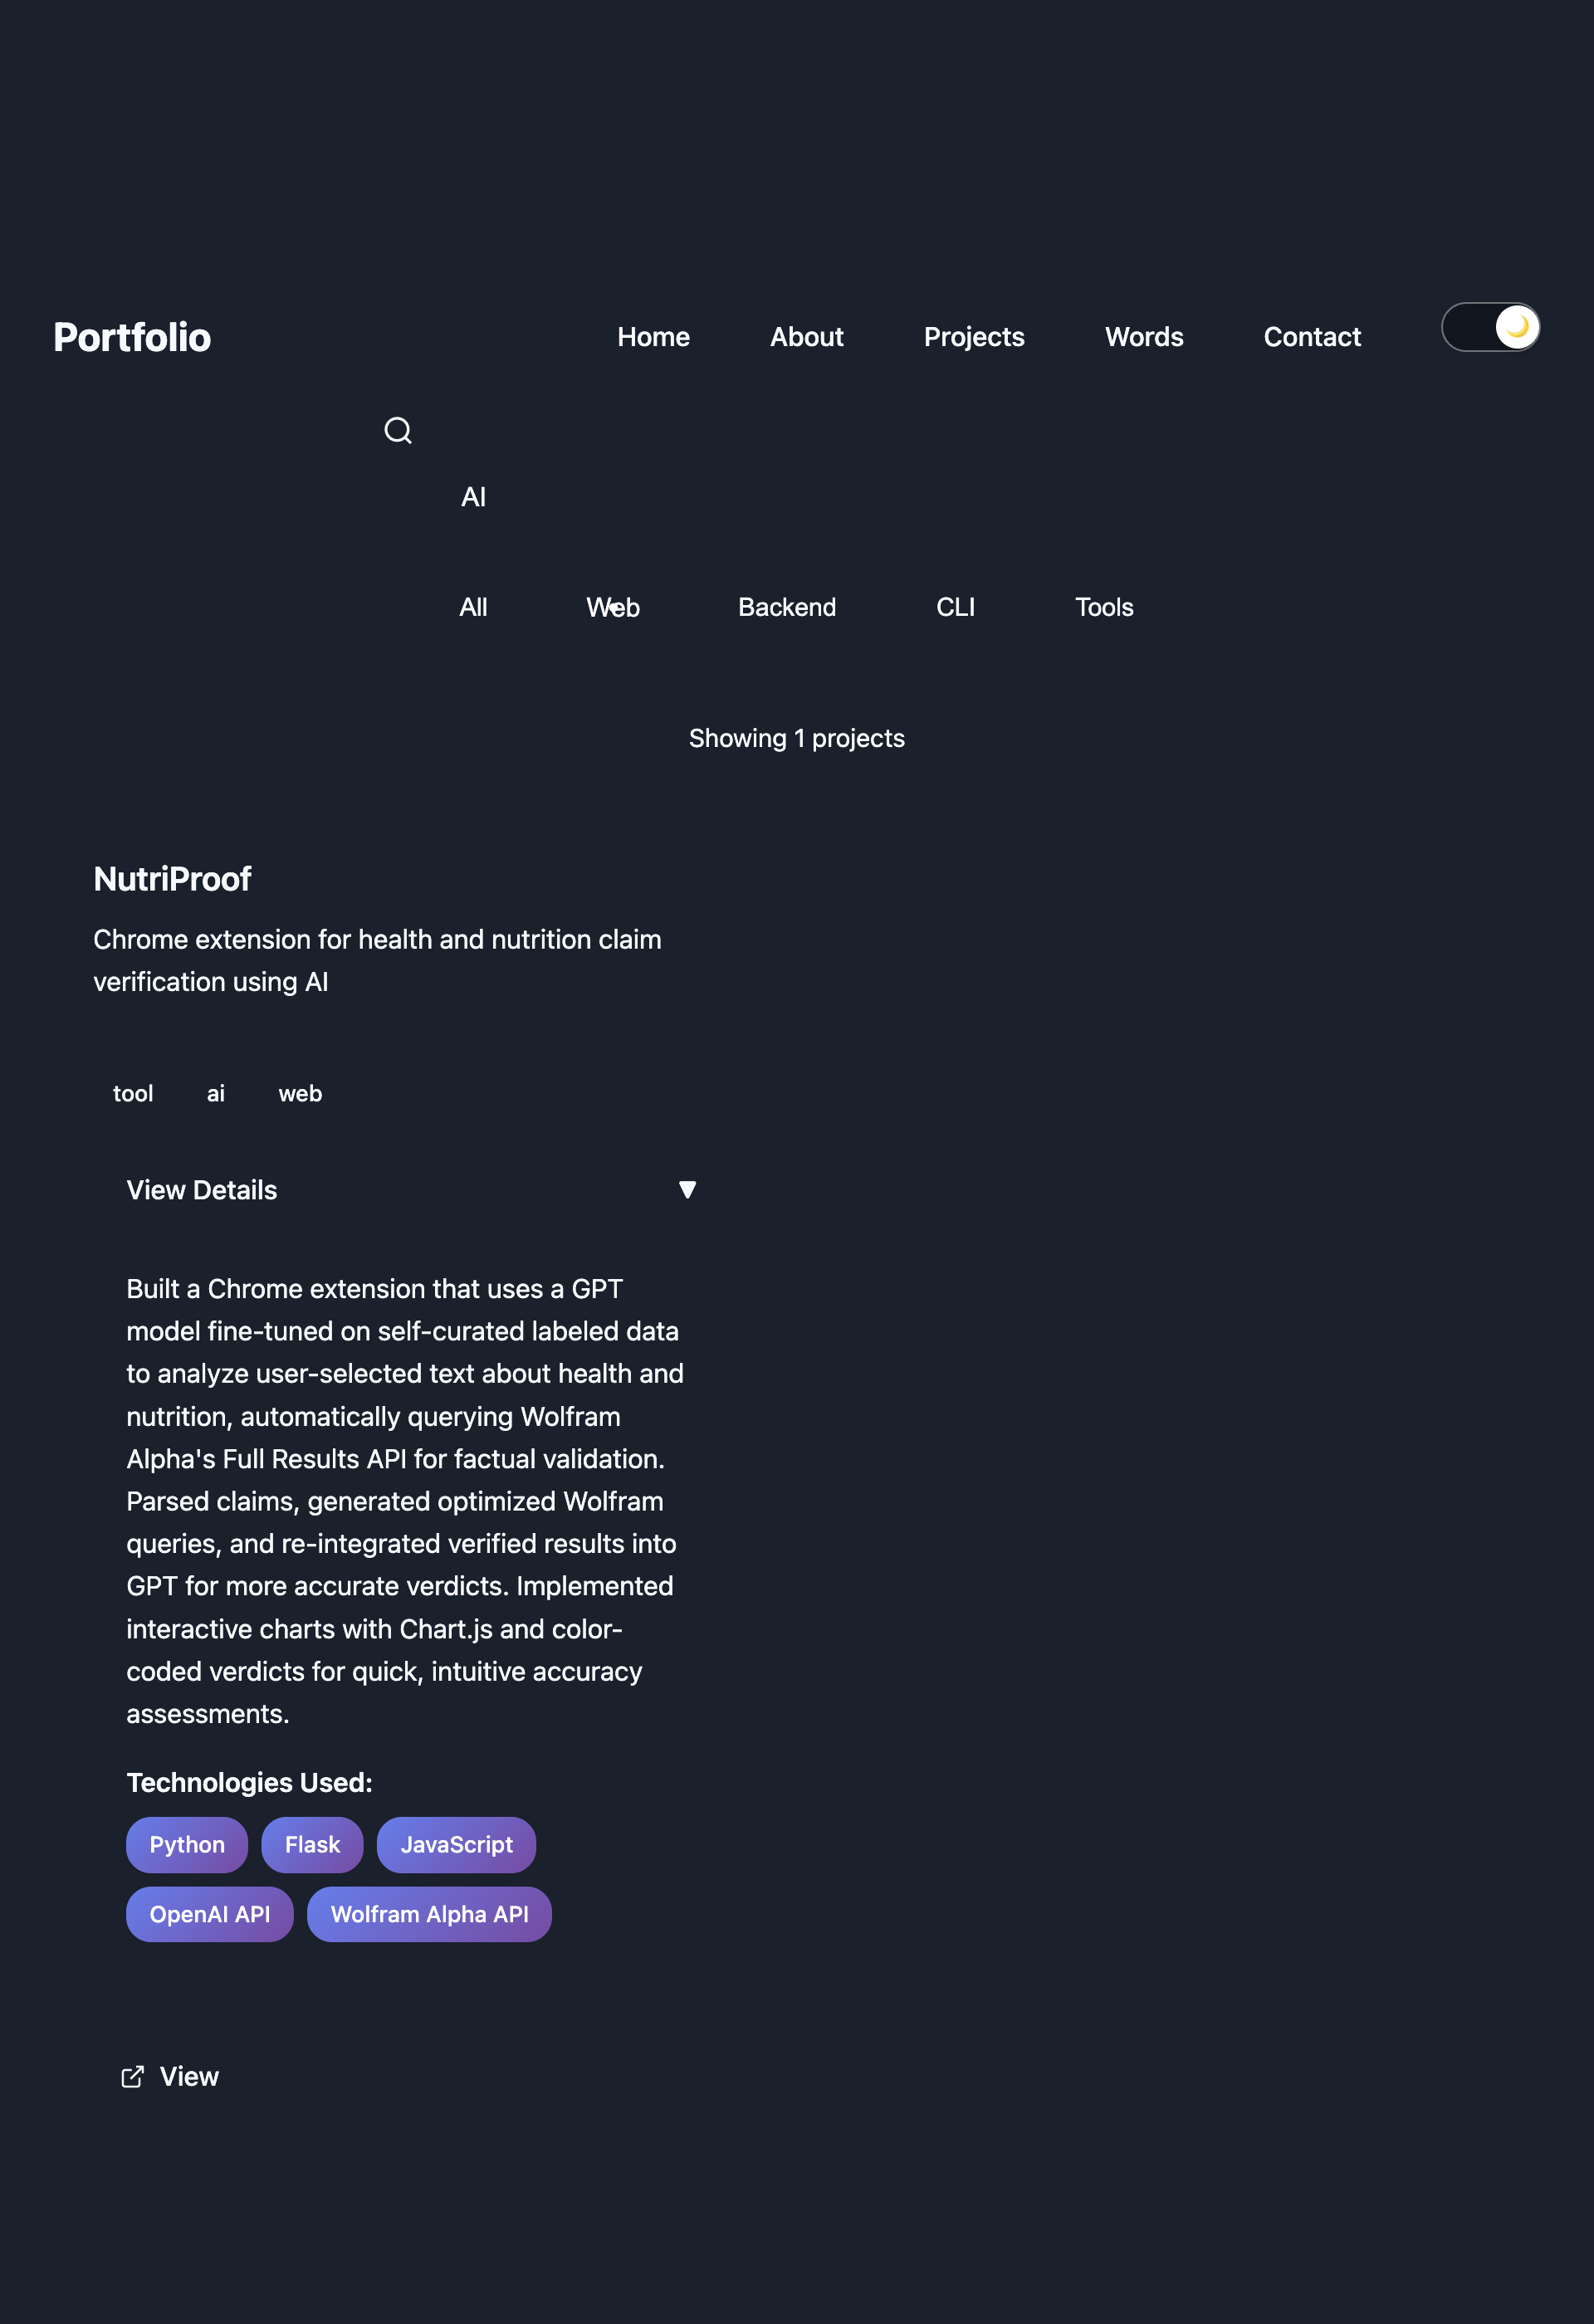 Portfolio
Home About Projects Words Contact
AI
All Web Backend CLI Tools
Showing 1 projects
NutriProof
Chrome extension for health and nutrition claim
verification using AI
tool ai web
View Details
Built a Chrome extension that uses a GPT
model fine-tuned on self-curated labeled data
to analyze user-selected text about health and
nutrition, automatically querying Wolfram
Alpha's Full Results API for factual validation.
Parsed claims, generated optimized Wolfram
queries, and re-integrated verified results into
GPT for more accurate verdicts. Implemented
interactive charts with Chart.js and color-
coded verdicts for quick, intuitive accuracy
assessments.
Technologies Used:
Python Flask JavaScript
OpenAI API Wolfram Alpha API
View